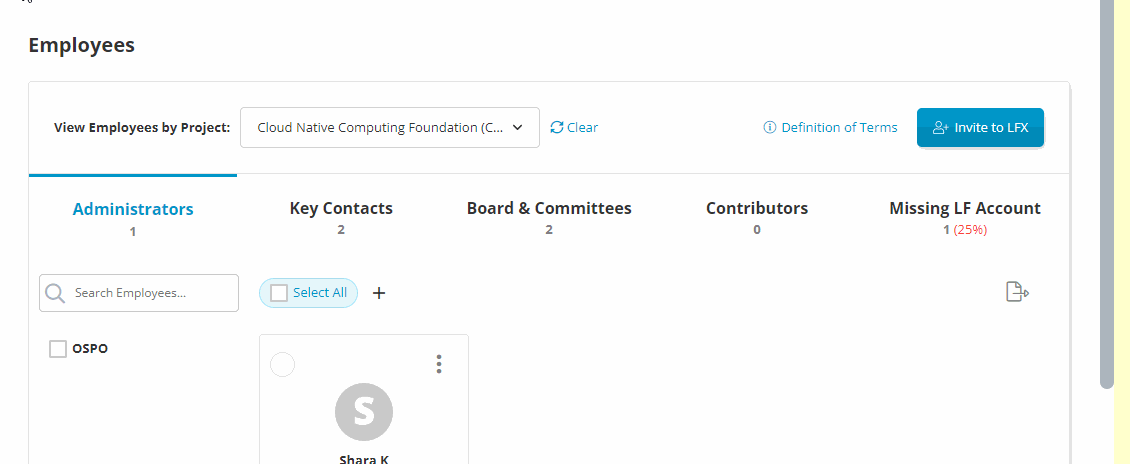 Employees
View Employees by Project: Cloud Native Computing Foundation (C... Clear Definition of Terms Invite to LFX
Administrators Key Contacts Board & Committees Contributors Missing LF Account
1 2 2 0 1 (25%)
Search Employees... Select All +
OSPO
S
Shara K